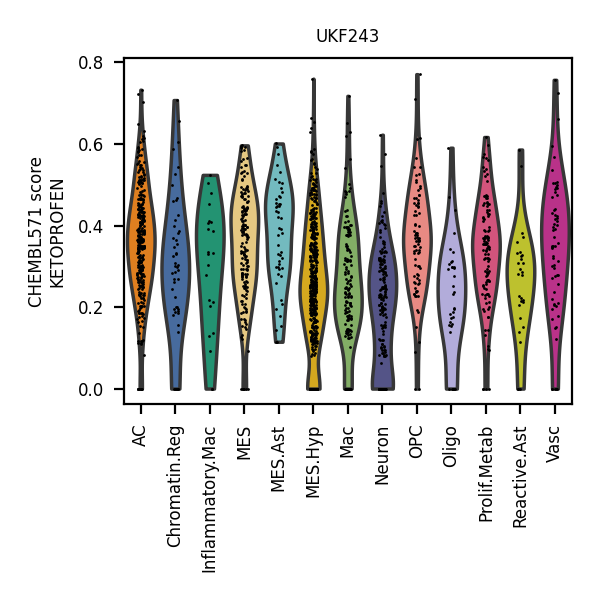 UKF243
CHEMBL571 score
KETOPROFEN
0.8
0.6
0.4
0.2
0.0
AC
Chromatin.Reg
Inflammatory.Mac
MES
MES.Ast
MES.Hyp
Mac
Neuron
OPC
Oligo
Prolif.Metab
Reactive.Ast
Vasc